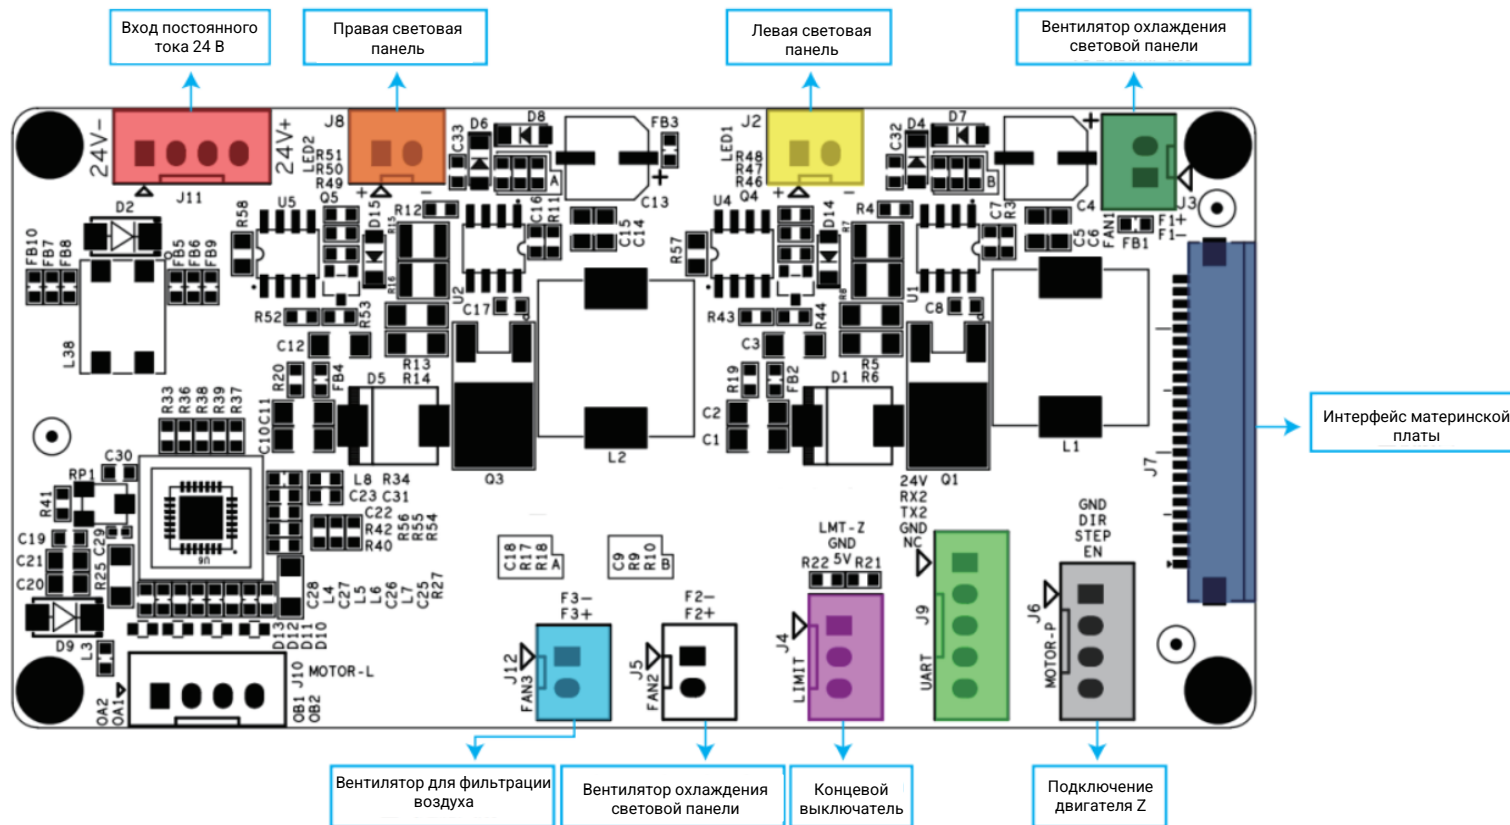 Вход постоянного
тока 24 В
Правая световая
панель
Левая световая
панель
Вентилятор охлаждения
световой панели
24V-
24V+
J11
J8
LED2
R51
R50
R49
+
-
C33
D6
D8
A
FB3
+
C13
J2
LED1
R48
R47
R46
+
-
C32
D4
D7
B
+
J3
FAN1
F1+
F1-
FB1
D2
R58
U5
Q5
D15
R12
R15
R16
C16
R11
C15
C14
R57
U4
Q4
D14
R4
R7
R8
C7
R3
C4
C5
C6
FB10
FB7
FB8
FB5
FB6
FB9
L38
R52
R53
U2
C17
R43
R44
U1
C8
C12
R13
R14
C3
R5
R6
R20
FB4
D5
R19
FB2
D1
C11
C10
C2
C1
Q3
L2
Q1
L1
J7
Интерфейс материнской
платы
R33
R36
R38
R39
R37
C30
RP1
R41
C19
C21
C20
C29
R25
U9
L8
R34
C23
C31
C22
R42
R40
R56
R55
R54
C28
L4
C27
L5
L6
C26
L7
C25
R27
D13
D12
D11
D10
D9
L3
C18
R17
R18
A
C9
R9
R10
B
LMT-Z
GND
5V
R22
R21
24V
RX2
TX2
GND
NC
GND
DIR
STEP
EN
F3-
F3+
J12
FAN3
F2-
F2+
J5
FAN2
J4
LIMIT
J9
UART
J6
MOTOR-P
J10
MOTOR-L
OA2
OA1
OB1
OB2
Вентилятор для фильтрации
воздуха
Вентилятор охлаждения
световой панели
Концевой
выключатель
Подключение
двигателя Z